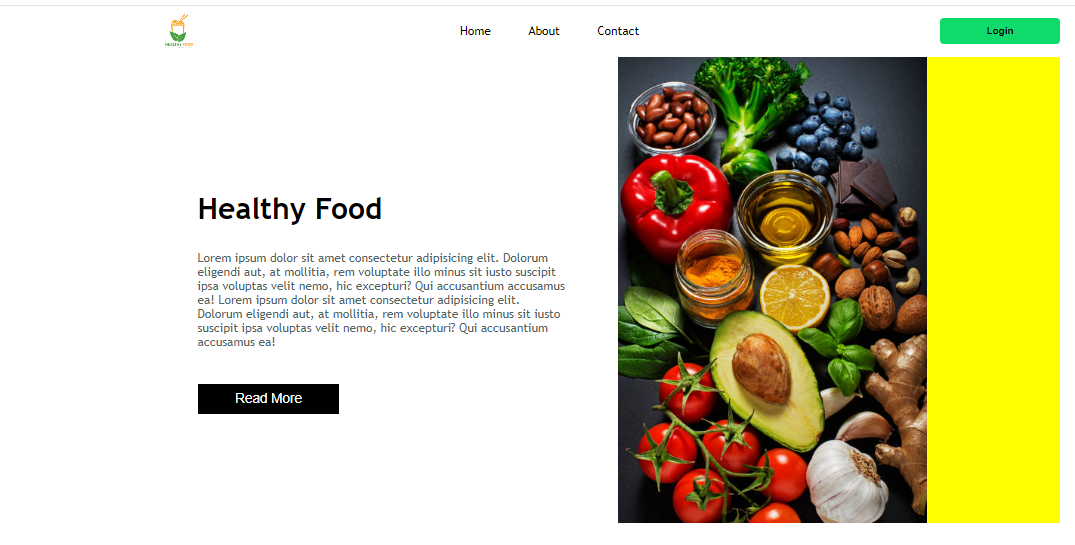 HEALTHY FOOD
Home
About
Contact
Login
Healthy Food
Lorem ipsum dolor sit amet consectetur adipisicing elit. Dolorum
eligendi aut, at mollitia, rem voluptate illo minus sit iusto suscipit
ipsa voluptas velit nemo, hic excepturi? Qui accusantium accusamus
ea! Lorem ipsum dolor sit amet consectetur adipisicing elit.
Dolorum eligendi aut, at mollitia, rem voluptate illo minus sit iusto
suscipit ipsa voluptas velit nemo, hic excepturi? Qui accusantium
accusamus ea!
Read More